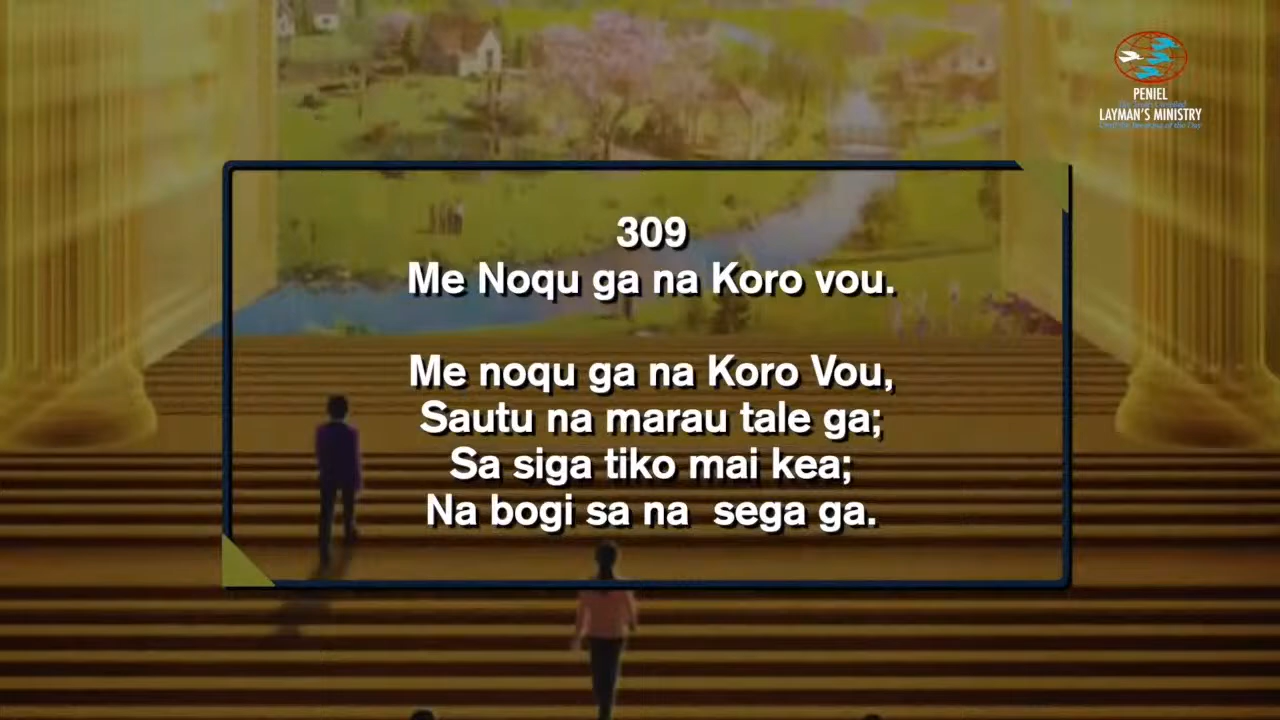 PENIEL
LAYMAN'S MINISTRY
309
Me Noqu ga na Koro vou.
Me noqu ga na Koro Vou,
Sautu na marau tale ga;
Sa siga tiko mai kea;
Na bogi sa na  sega ga.